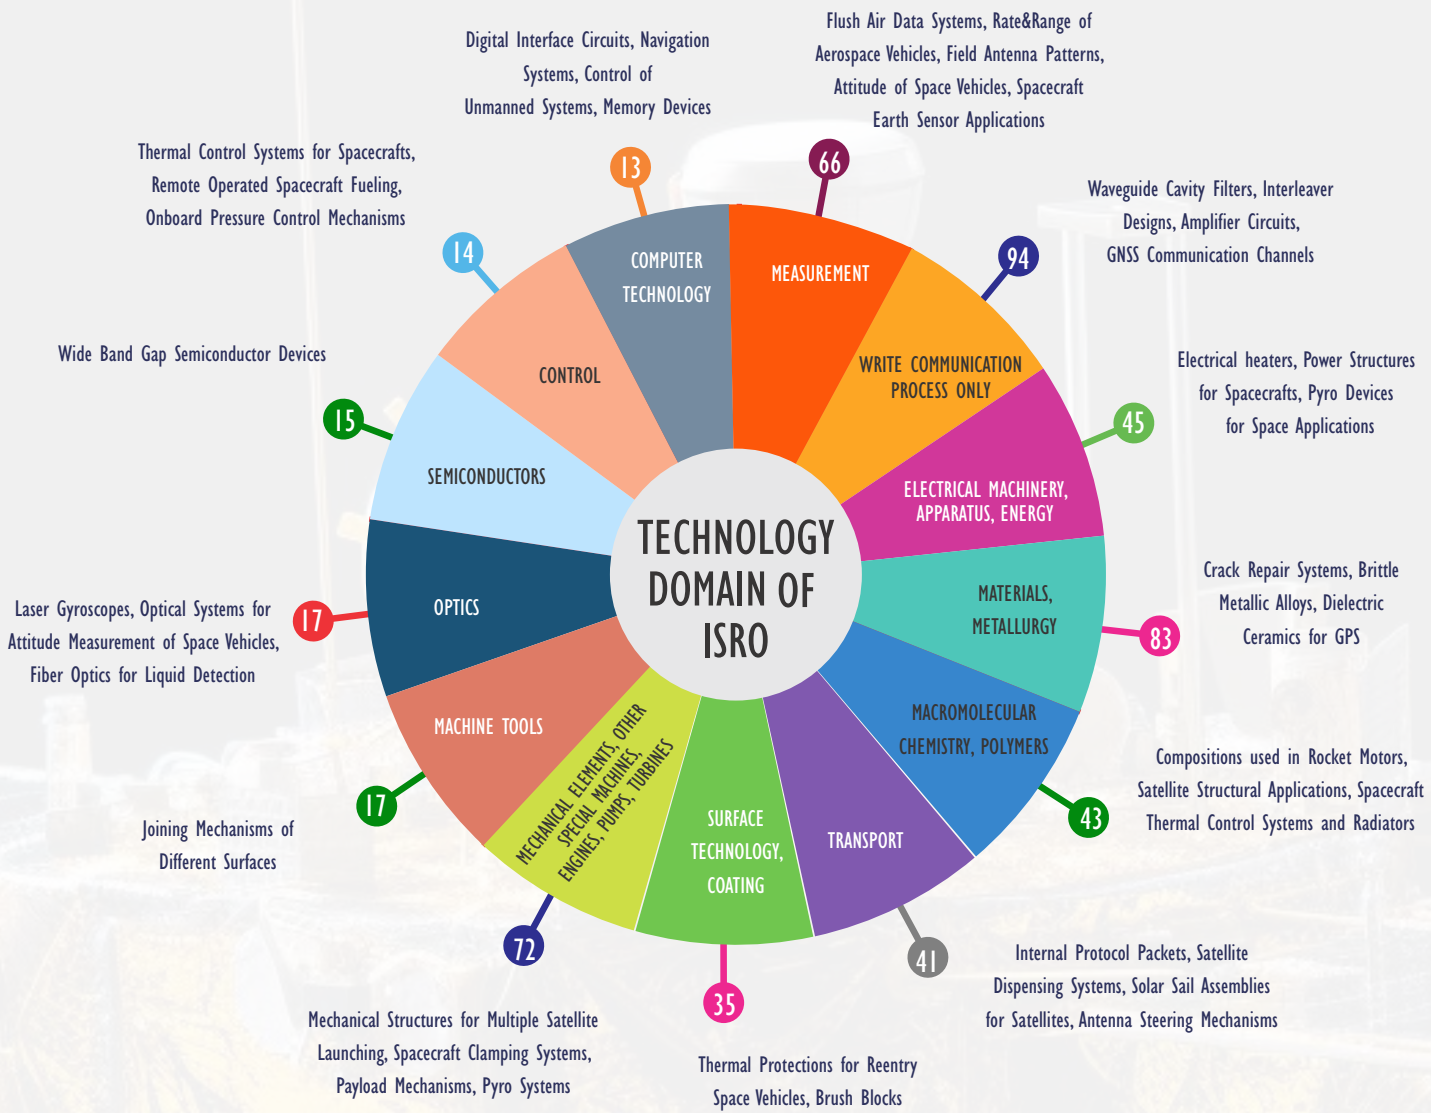 Digital Interface Circuits, Navigation
Systems, Control of
Unmanned Systems, Memory Devices
Flush Air Data Systems, Rate&Range of
Aerospace Vehicles, Field Antenna Patterns,
Attitude of Space Vehicles, Spacecraft
Earth Sensor Applications
Thermal Control Systems for Spacecrafts,
Remote Operated Spacecraft Fueling,
Onboard Pressure Control Mechanisms
13
66
Waveguide Cavity Filters, Interleaver
Designs, Amplifier Circuits,
GNSS Communication Channels
14
94
COMPUTER
TECHNOLOGY
MEASUREMENT
Wide Band Gap Semiconductor Devices
CONTROL
WRITE COMMUNICATION
PROCESS ONLY
Electrical heaters, Power Structures
for Spacecrafts, Pyro Devices
for Space Applications
15
45
SEMICONDUCTORS
ELECTRICAL MACHINERY,
APPARATUS, ENERGY
TECHNOLOGY
DOMAIN OF
ISRO
Laser Gyroscopes, Optical Systems for
Attitude Measurement of Space Vehicles,
Fiber Optics for Liquid Detection
17
OPTICS
MATERIALS,
METALLURGY
83
Crack Repair Systems, Brittle
Metallic Alloys, Dielectric
Ceramics for GPS
MACHINE TOOLS
MACROMOLECULAR
CHEMISTRY, POLYMERS
Compositions used in Rocket Motors,
Satellite Structural Applications, Spacecraft
Thermal Control Systems and Radiators
17
43
Joining Mechanisms of
Different Surfaces
MECHANICAL ELEMENTS, OTHER
SPECIAL MACHINES,
ENGINES, PUMPS, TURBINES
SURFACE
TECHNOLOGY,
COATING
TRANSPORT
72
35
41
Internal Protocol Packets, Satellite
Dispensing Systems, Solar Sail Assemblies
for Satellites, Antenna Steering Mechanisms
Mechanical Structures for Multiple Satellite
Launching, Spacecraft Clamping Systems,
Payload Mechanisms, Pyro Systems
Thermal Protections for Reentry
Space Vehicles, Brush Blocks